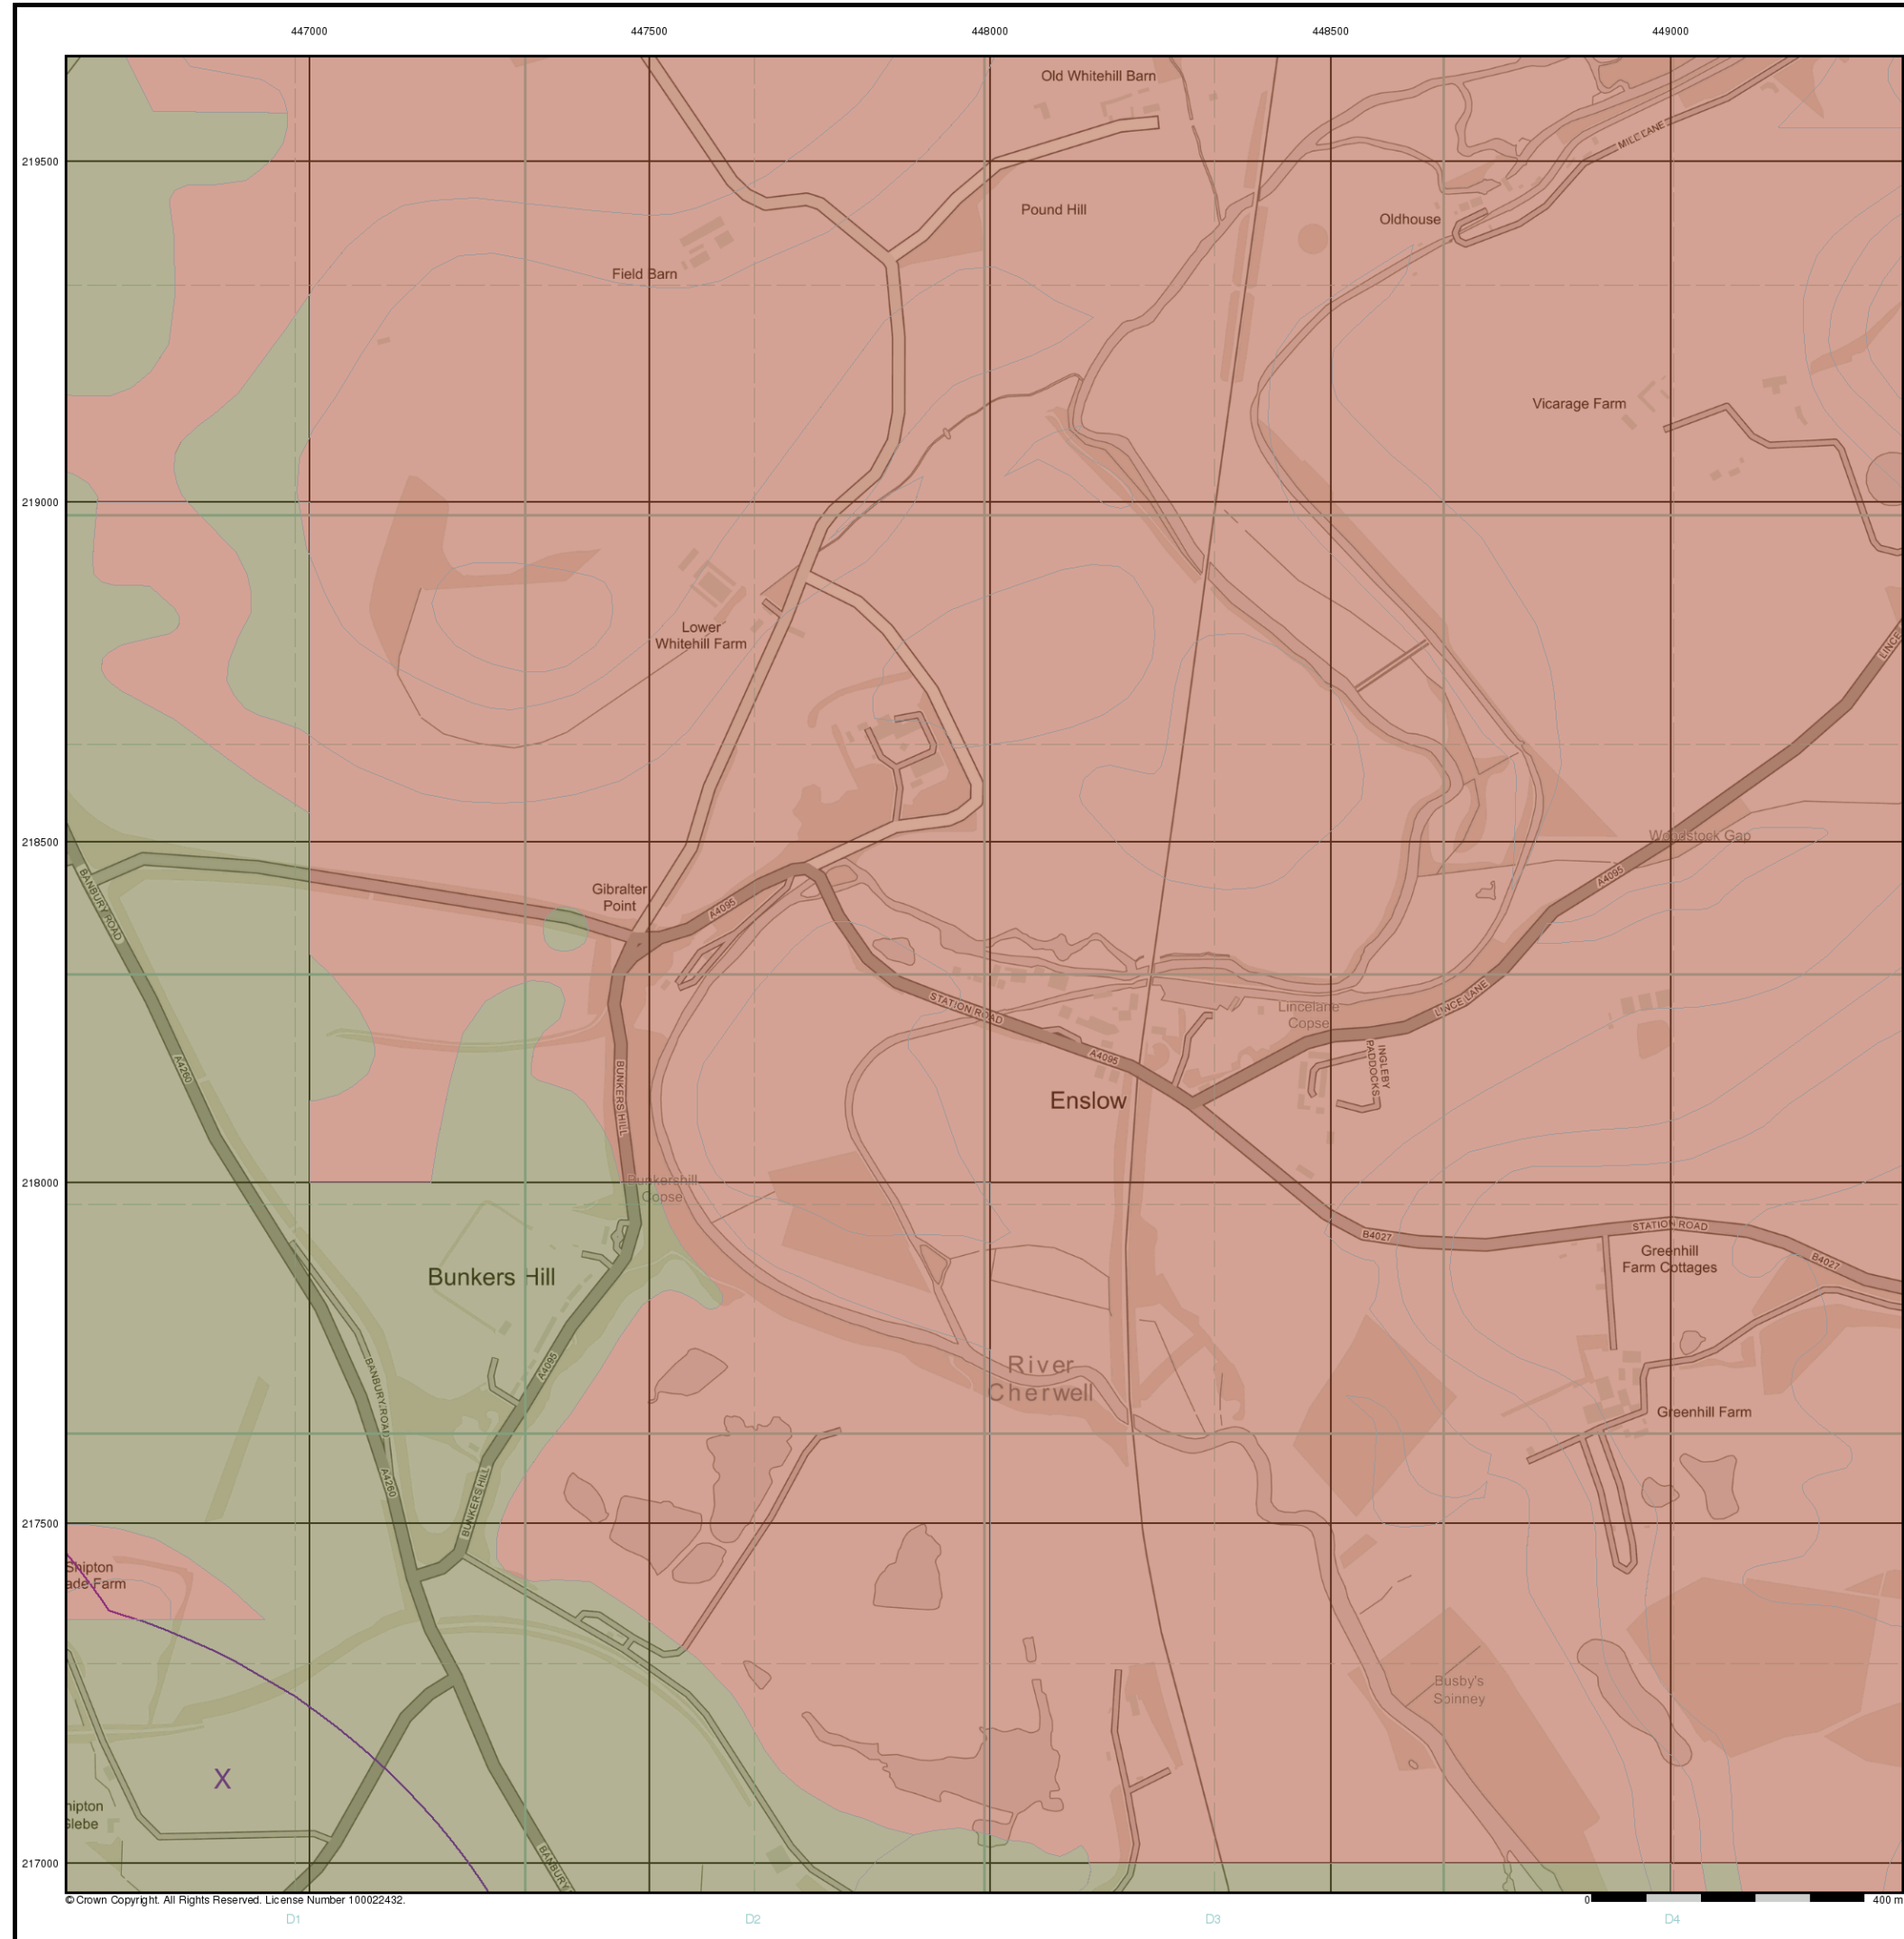 447000 447500 448000 448500 449000
Old Whitehill Barn
MILL LANE
219500
Pound Hill
Oldhouse
Field Barn
Vicarage Farm
219000
Lower
Whitehill Farm
LINCE
218500
Woodstock Gap
BANBURY ROAD
Gibralter
Point
A4095
A4095
STATION ROAD
Lincelane
Copse
LINCE LANE
A4260
A4095
INGLEBY
PADDOCKS
BUNKERS HILL
Enslow
218000
Bunkershill
Copse
STATION ROAD
B4027
Greenhill
Farm Cottages
B4027
Bunkers Hill
A4095
BANBURY ROAD
River
Cherwell
Greenhill Farm
A4260
BUNKERS HILL
217500
Shipton
ade Farm
Busby's
Spinney
X
hipton
Glebe
217000
BANBURY
© Crown Copyright. All Rights Reserved. License Number 100022432.
0 400 m
D1 D2 D3 D4